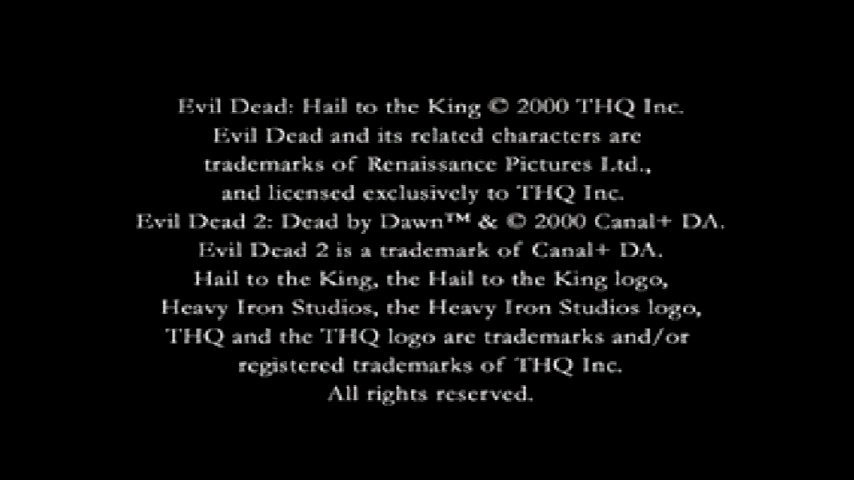 Evil Dead: Hail to the King © 2000 THQ Inc.
Evil Dead and its related characters are
trademarks of Renaissance Pictures Ltd.,
and licensed exclusively to THQ Inc.
Evil Dead 2: Dead by Dawn™ & © 2000 Canal+ DA.
Evil Dead 2 is a trademark of Canal+ DA.
Hail to the King, the Hail to the King logo,
Heavy Iron Studios, the Heavy Iron Studios logo,
THQ and the THQ logo are trademarks and/or
registered trademarks of THQ Inc.
All rights reserved.